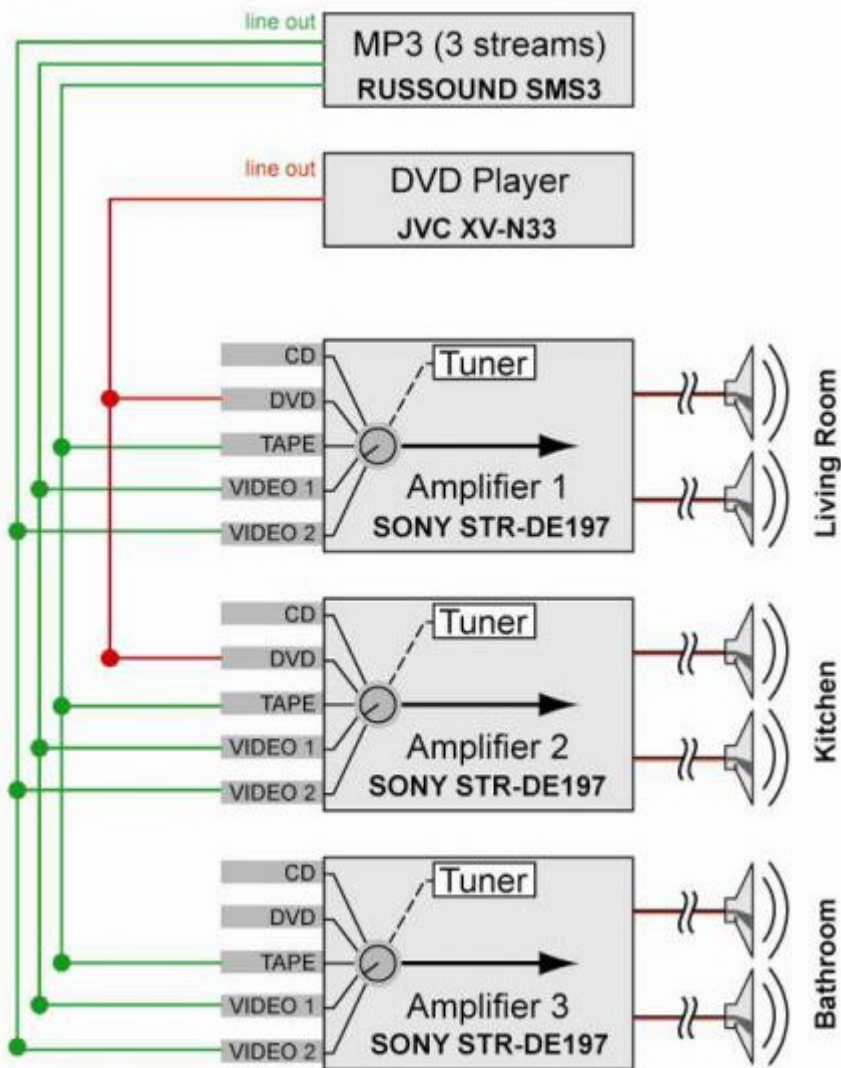 line out
MP3 (3 streams)
RUSSOUND SMS3
line out
DVD Player
JVC XV-N33
CD
DVD
TAPE
VIDEO 1
VIDEO 2
Tuner
Amplifier 1
SONY STR-DE197
Living Room
CD
DVD
TAPE
VIDEO 1
VIDEO 2
Tuner
Amplifier 2
SONY STR-DE197
Kitchen
CD
DVD
TAPE
VIDEO 1
VIDEO 2
Tuner
Amplifier 3
SONY STR-DE197
Bathroom